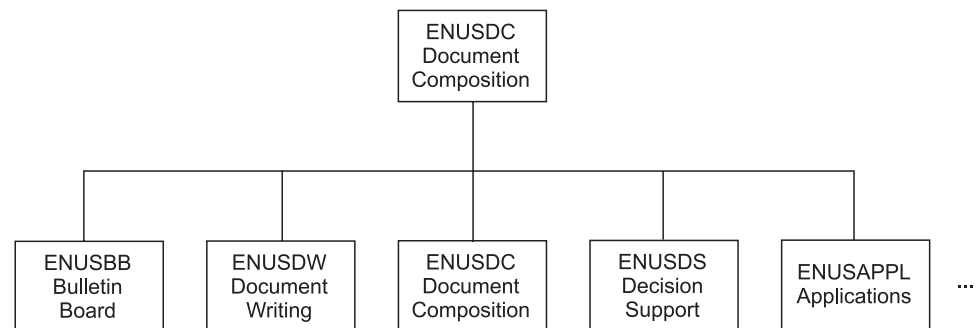 ENUSDC
Document
Composition
ENUSBB
Bulletin
Board
ENUSDW
Document
Writing
ENUSDC
Document
Composition
ENUSDS
Decision
Support
ENUSAPPL
Applications
...